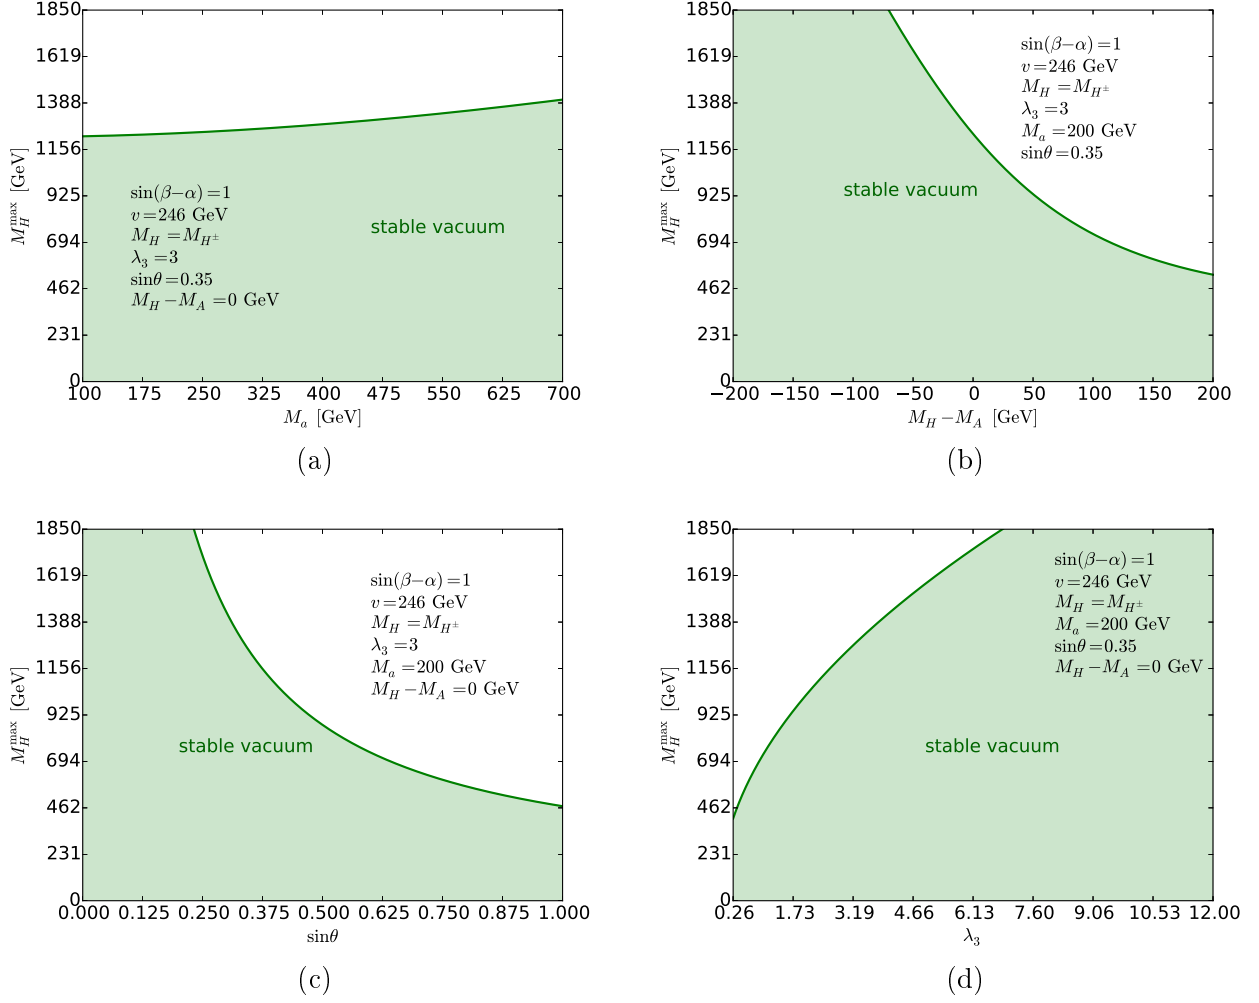 1850
1619
1388
1156
925
694
462
231
0
M_H^max [GeV]
sin(β−α)=1
v=246 GeV
M_H=M_H±
λ_3=3
sinθ=0.35
M_H−M_A=0 GeV
stable vacuum
100 175 250 325 400 475 550 625 700
M_a [GeV]
(a)
1850
1619
1388
1156
925
694
462
231
0
M_H^max [GeV]
sin(β−α)=1
v=246 GeV
M_H=M_H±
λ_3=3
M_a=200 GeV
sinθ=0.35
stable vacuum
−200 −150 −100 −50 0 50 100 150 200
M_H−M_A [GeV]
(b)
1850
1619
1388
1156
925
694
462
231
0
M_H^max [GeV]
sin(β−α)=1
v=246 GeV
M_H=M_H±
λ_3=3
M_a=200 GeV
M_H−M_A=0 GeV
stable vacuum
0.000 0.125 0.250 0.375 0.500 0.625 0.750 0.875 1.000
sinθ
(c)
1850
1619
1388
1156
925
694
462
231
0
M_H^max [GeV]
sin(β−α)=1
v=246 GeV
M_H=M_H±
M_a=200 GeV
sinθ=0.35
M_H−M_A=0 GeV
stable vacuum
0.26 1.73 3.19 4.66 6.13 7.60 9.06 10.53 12.00
λ_3
(d)